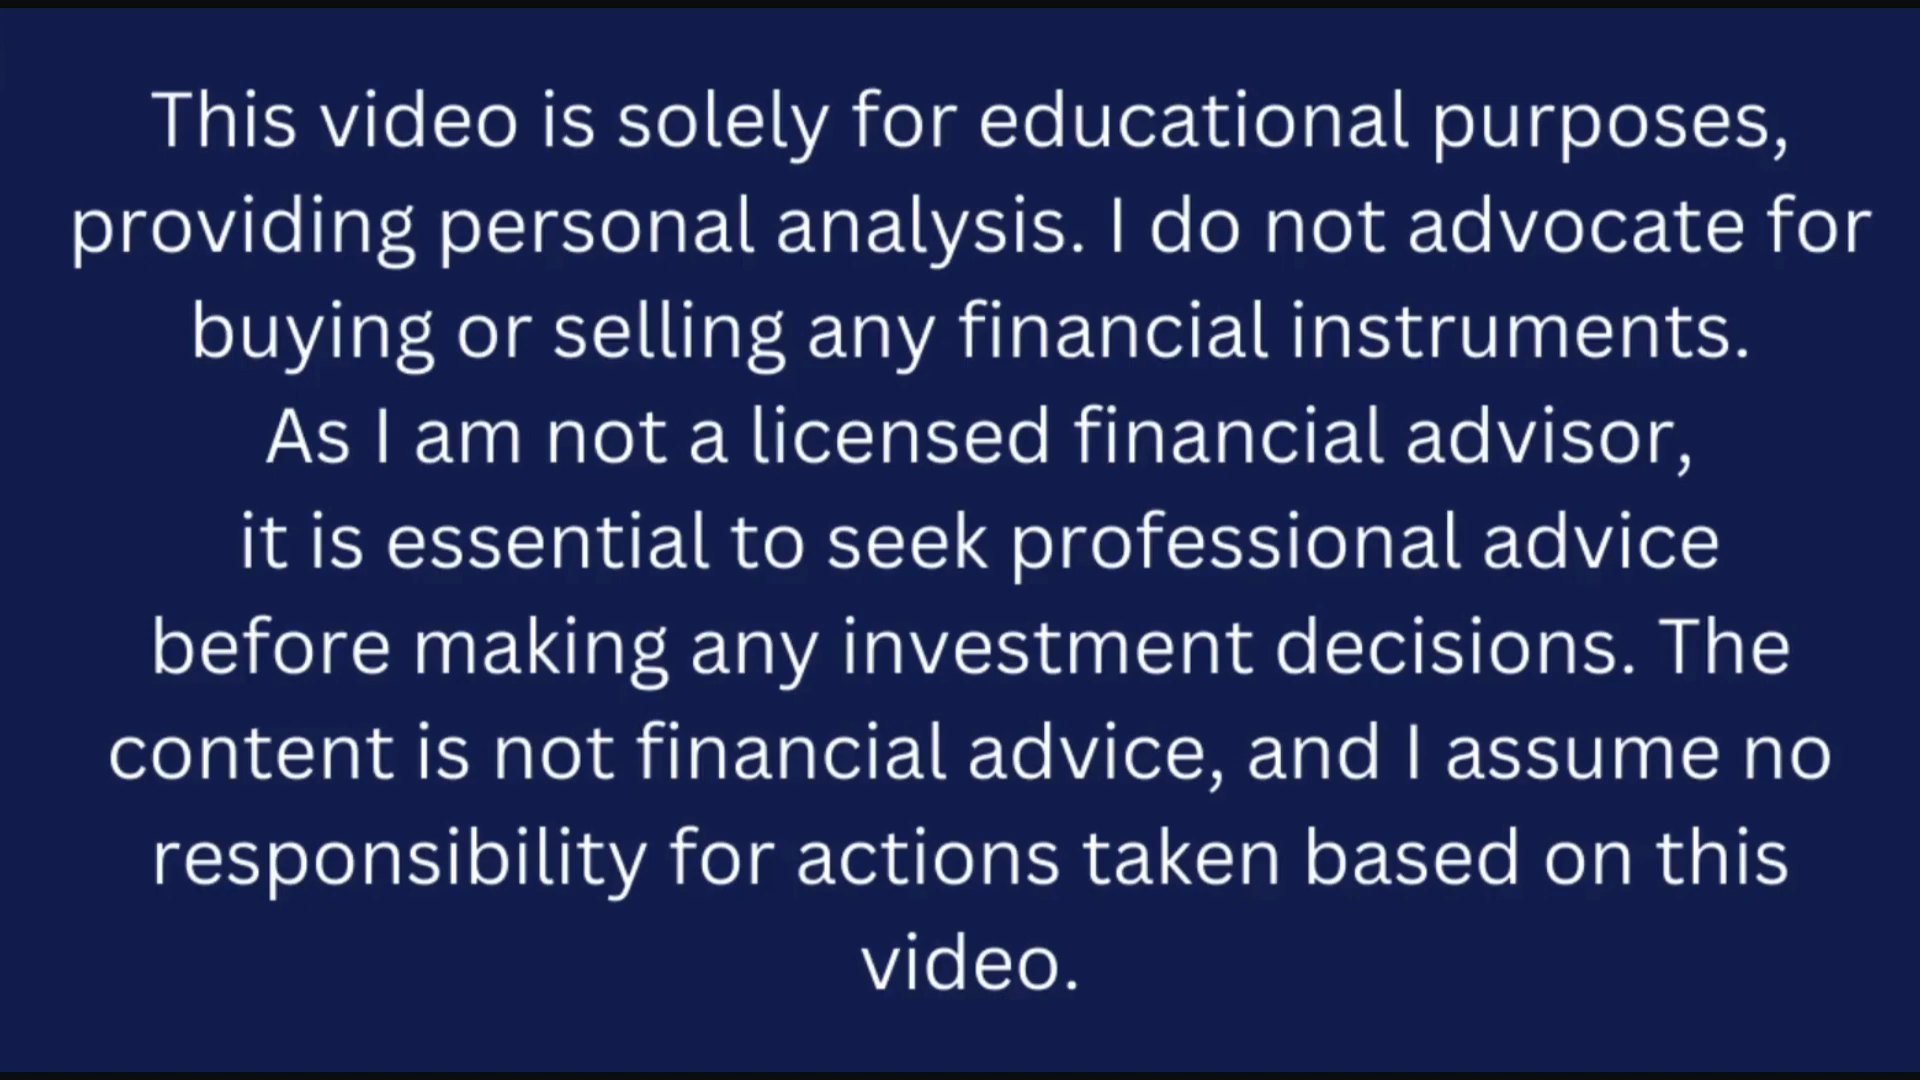 This video is solely for educational purposes,
providing personal analysis. I do not advocate for
buying or selling any financial instruments.
As I am not a licensed financial advisor,
it is essential to seek professional advice
before making any investment decisions. The
content is not financial advice, and I assume no
responsibility for actions taken based on this
video.